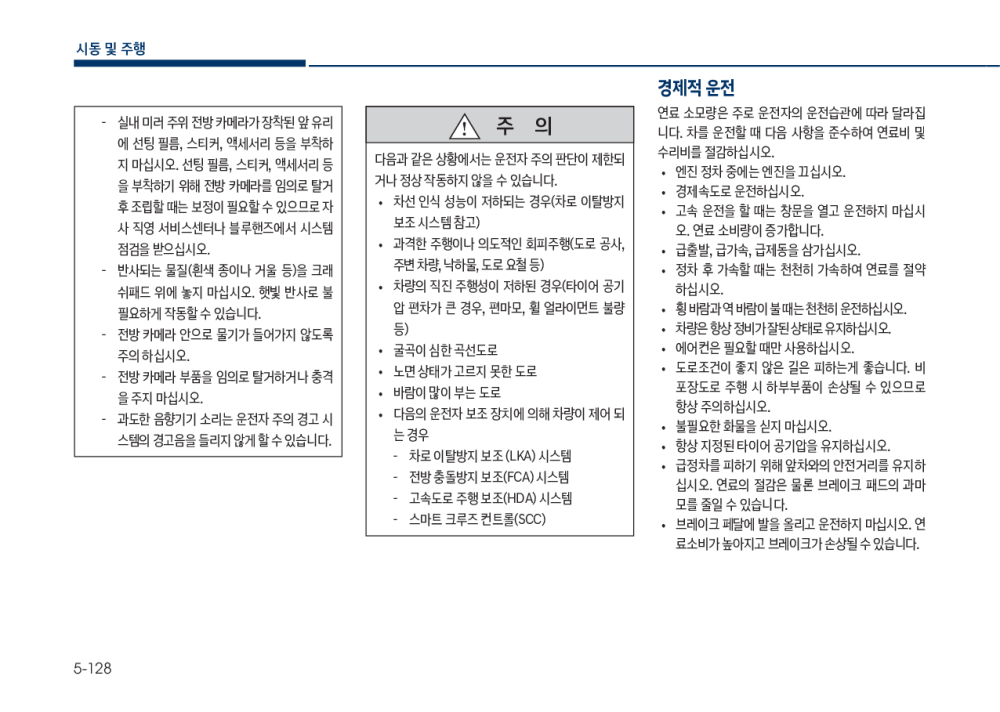 시동 및 주행
- 실내 미러 주위 전방 카메라가 장착된 앞 유리
에 선팅 필름, 스티커, 액세서리 등을 부착하
지 마십시오. 선팅 필름, 스티커, 액세서리 등
을 부착하기 위해 전방 카메라를 임의로 탈거
후 조립할 때는 보정이 필요할 수 있으므로 자
사 직영 서비스센터나 블루핸즈에서 시스템
점검을 받으십시오.
- 반사되는 물질(흰색 종이나 거울 등)을 크래
쉬패드 위에 놓지 마십시오. 햇빛 반사로 불
필요하게 작동할 수 있습니다.
- 전방 카메라 안으로 물기가 들어가지 않도록
주의 하십시오.
- 전방 카메라 부품을 임의로 탈거하거나 충격
을 주지 마십시오.
- 과도한 음향기기 소리는 운전자 주의 경고 시
스템의 경고음을 들리지 않게 할 수 있습니다.
주 의
다음과 같은 상황에서는 운전자 주의 판단이 제한되
거나 정상 작동하지 않을 수 있습니다.
• 차선 인식 성능이 저하되는 경우(차로 이탈방지
보조 시스템 참고)
• 과격한 주행이나 의도적인 회피주행(도로 공사,
주변 차량, 낙하물, 도로 요철 등)
• 차량의 직진 주행성이 저하된 경우(타이어 공기
압 편차가 큰 경우, 편마모, 휠 얼라이먼트 불량
등)
• 굴곡이 심한 곡선도로
• 노면 상태가 고르지 못한 도로
• 바람이 많이 부는 도로
• 다음의 운전자 보조 장치에 의해 차량이 제어 되
는 경우
- 차로 이탈방지 보조 (LKA) 시스템
- 전방 충돌방지 보조(FCA) 시스템
- 고속도로 주행 보조(HDA) 시스템
- 스마트 크루즈 컨트롤(SCC)
경제적 운전
연료 소모량은 주로 운전자의 운전습관에 따라 달라집
니다. 차를 운전할 때 다음 사항을 준수하여 연료비 및
수리비를 절감하십시오.
• 엔진 정차 중에는 엔진을 끄십시오.
• 경제속도로 운전하십시오.
• 고속 운전을 할 때는 창문을 열고 운전하지 마십시
오. 연료 소비량이 증가합니다.
• 급출발, 급가속, 급제동을 삼가십시오.
• 정차 후 가속할 때는 천천히 가속하여 연료를 절약
하십시오.
• 횡 바람과 역 바람이 불 때는 천천히 운전하십시오.
• 차량은 항상 정비가 잘된 상태로 유지하십시오.
• 에어컨은 필요할 때만 사용하십시오.
• 도로조건이 좋지 않은 길은 피하는게 좋습니다. 비
포장도로 주행 시 하부부품이 손상될 수 있으므로
항상 주의하십시오.
• 불필요한 화물을 싣지 마십시오.
• 항상 지정된 타이어 공기압을 유지하십시오.
• 급정차를 피하기 위해 앞차와의 안전거리를 유지하
십시오. 연료의 절감은 물론 브레이크 패드의 과마
모를 줄일 수 있습니다.
• 브레이크 페달에 발을 올리고 운전하지 마십시오. 연
료소비가 높아지고 브레이크가 손상될 수 있습니다.
5-128